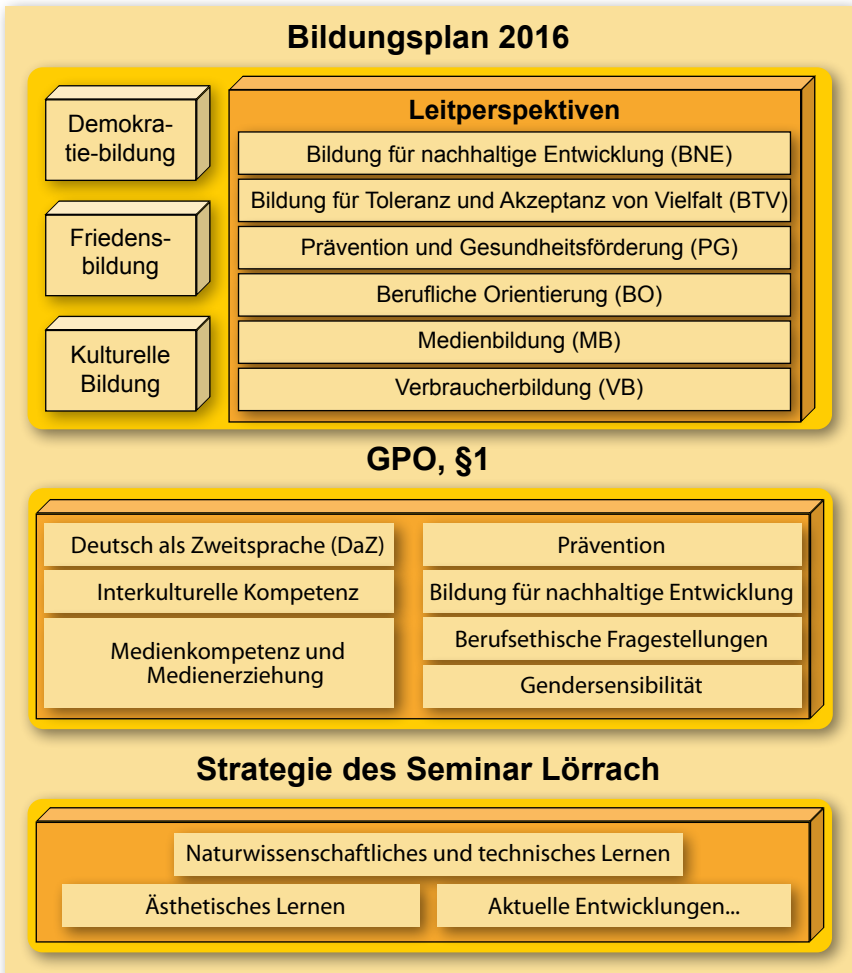 Bildungsplan 2016
Demokra-
tie-bildung
Friedens-
bildung
Kulturelle
Bildung
Leitperspektiven
Bildung für nachhaltige Entwicklung (BNE)
Bildung für Toleranz und Akzeptanz von Vielfalt (BTV)
Prävention und Gesundheitsförderung (PG)
Berufliche Orientierung (BO)
Medienbildung (MB)
Verbraucherbildung (VB)
GPO, §1
Deutsch als Zweitsprache (DaZ)
Interkulturelle Kompetenz
Medienkompetenz und
Medienerziehung
Prävention
Bildung für nachhaltige Entwicklung
Berufsethische Fragestellungen
Gendersensibilität
Strategie des Seminar Lörrach
Naturwissenschaftliches und technisches Lernen
Ästhetisches Lernen
Aktuelle Entwicklungen...